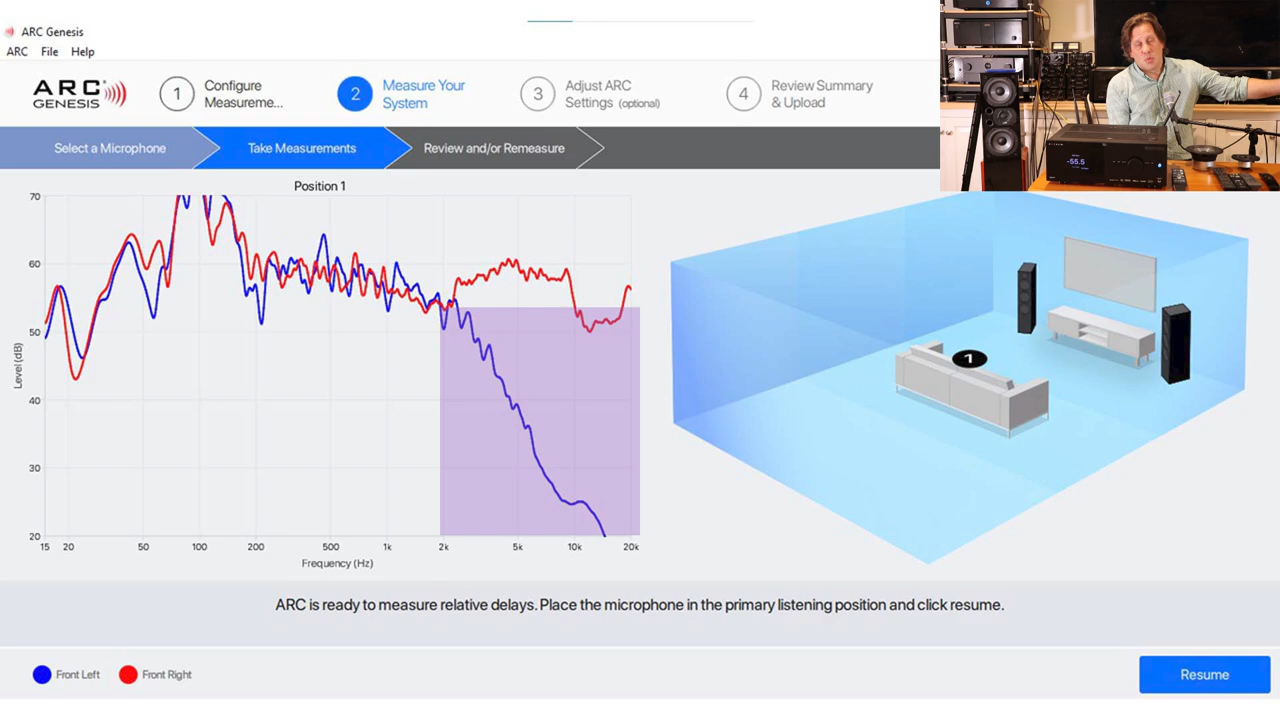 ARC Genesis
ARC File Help
ARC GENESIS
1 Configure Measureme...
2 Measure Your System
3 Adjust ARC Settings (optional)
4 Review Summary & Upload
Select a Microphone
Take Measurements
Review and/or Remeasure
-55.5
Position 1
Level (dB)
70
60
50
40
30
20
15 20 50 100 200 500 1k 2k 5k 10k 20k
Frequency (Hz)
1
ARC is ready to measure relative delays. Place the microphone in the primary listening position and click resume.
Front Left
Front Right
Resume